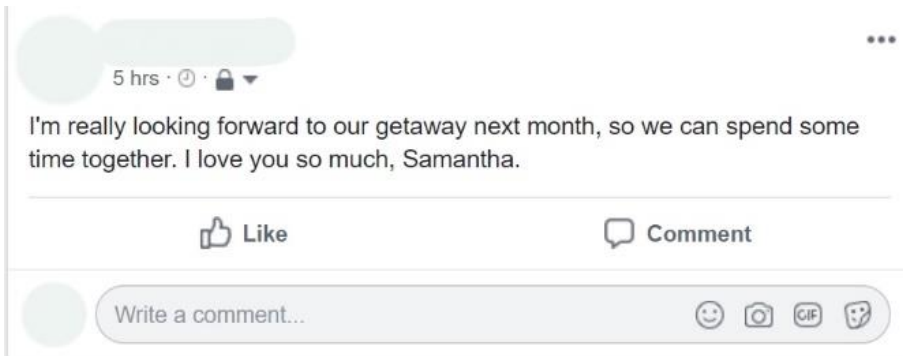 5 hrs ·  · 
I'm really looking forward to our getaway next month, so we can spend some
time together. I love you so much, Samantha.
Like Comment
Write a comment... GIF